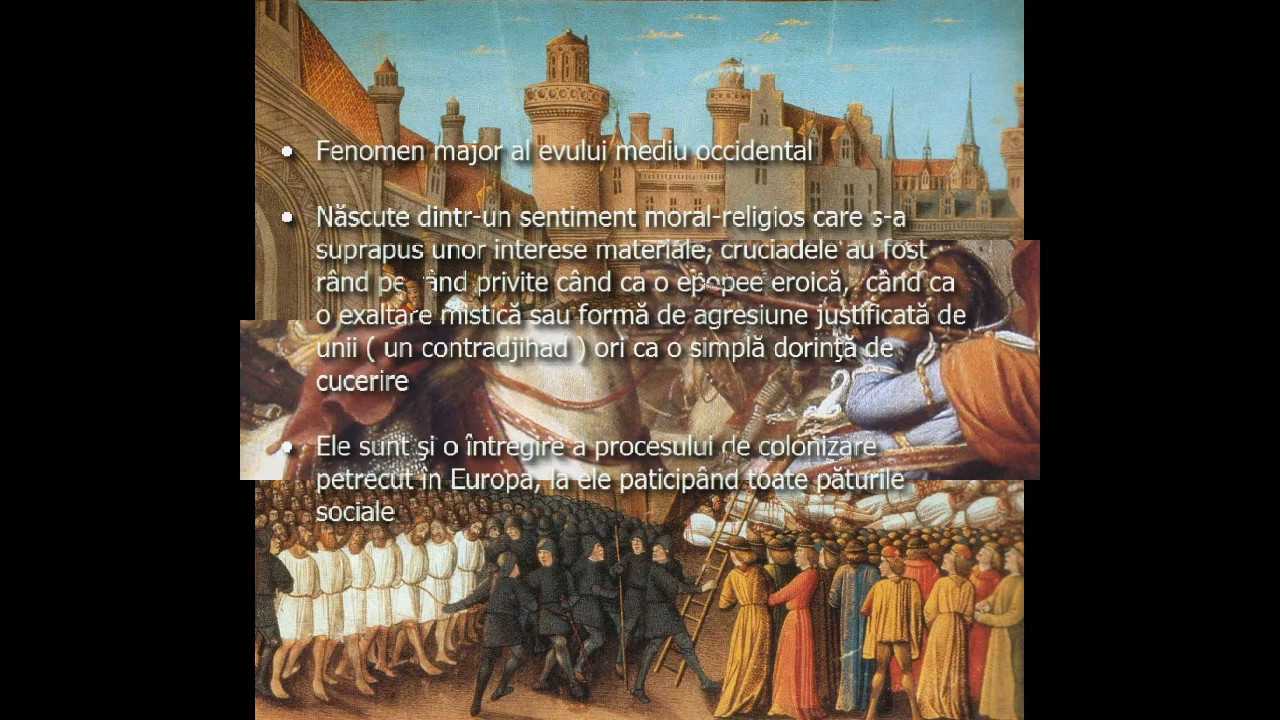 • Fenomen major al evului mediu occidental
• Născute dintr-un sentiment moral-religios care s-a
suprapus unor interese materiale, cruciadele au fost
rând pe rând privite când ca o epopee eroică, când ca
o exaltare mistică sau formă de agresiune justificată de
unii ( un contradjihad ) ori ca o simplă dorinţă de
cucerire
• Ele sunt şi o întregire a procesului de colonizare
petrecut în Europa, la ele paticipând toate păturile
sociale